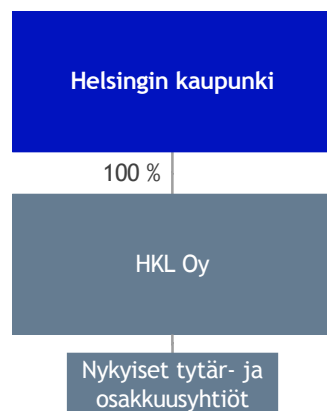 Helsingin kaupunki
100 %
HKL Oy
Nykyiset tytär- ja
osakkuusyhtiöt